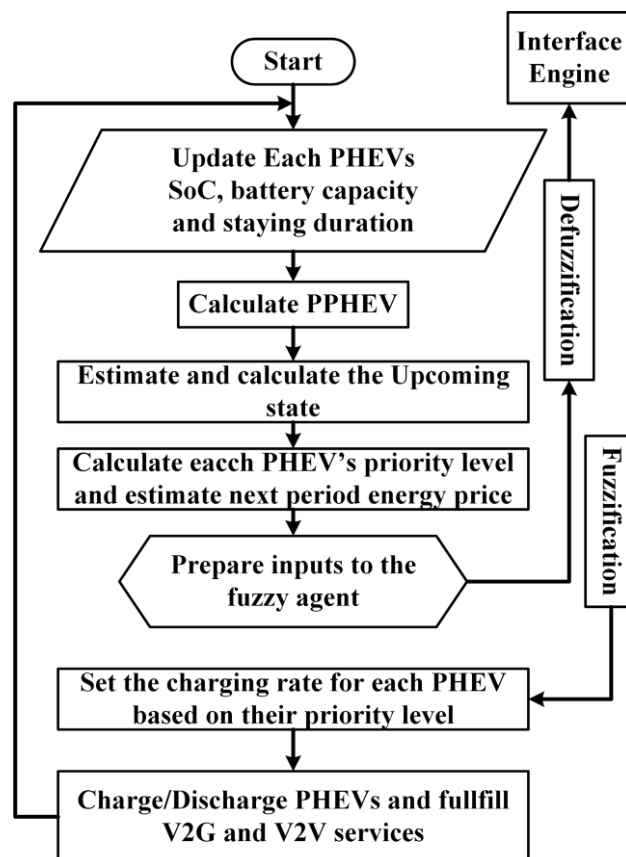 Start
Update Each PHEVs
SoC, battery capacity
and staying duration
Calculate PPHEV
Estimate and calculate the Upcoming
state
Calculate eacch PHEV's priority level
and estimate next period energy price
Prepare inputs to the
fuzzy agent
Defuzzification
Interface
Engine
Fuzzification
Set the charging rate for each PHEV
based on their priority level
Charge/Discharge PHEVs and fullfill
V2G and V2V services